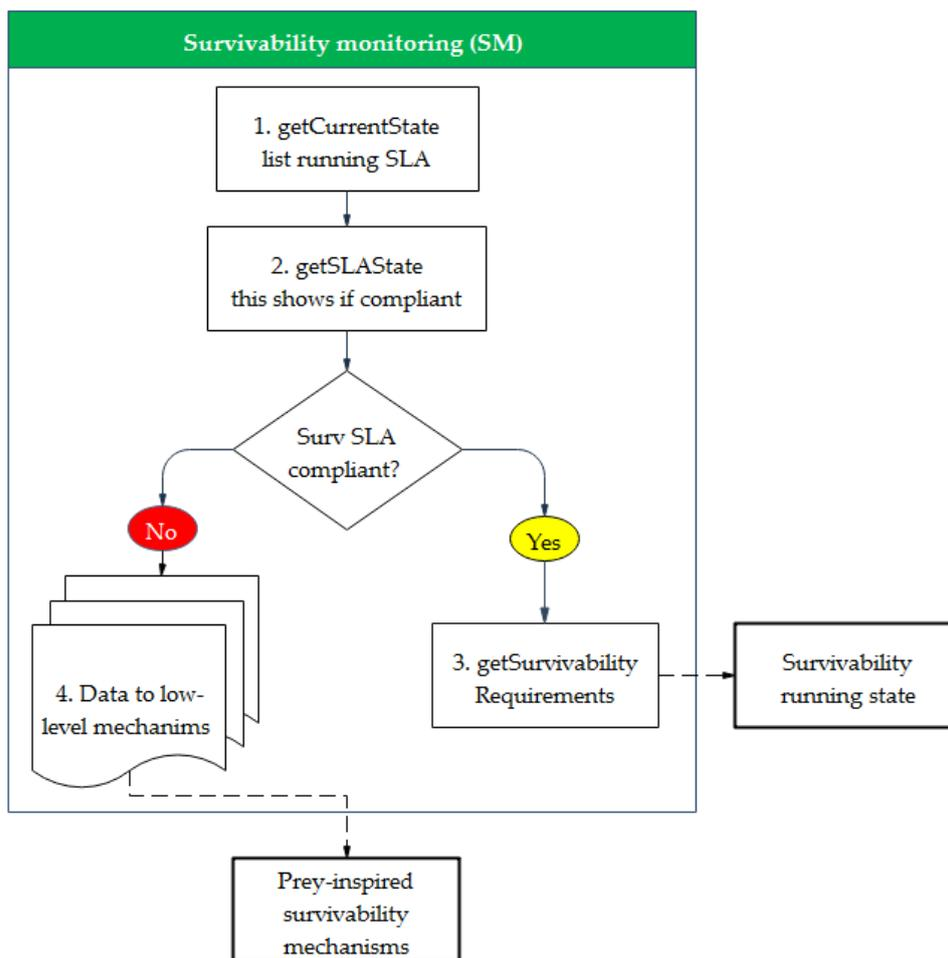 Survivability monitoring (SM)
1. getCurrentState
list running SLA
2. getSLAState
this shows if compliant
Surv SLA
compliant?
No
Yes
4. Data to low-
level mechanims
3. getSurvivability
Requirements
Survivability
running state
Prey-inspired
survivability
mechanisms